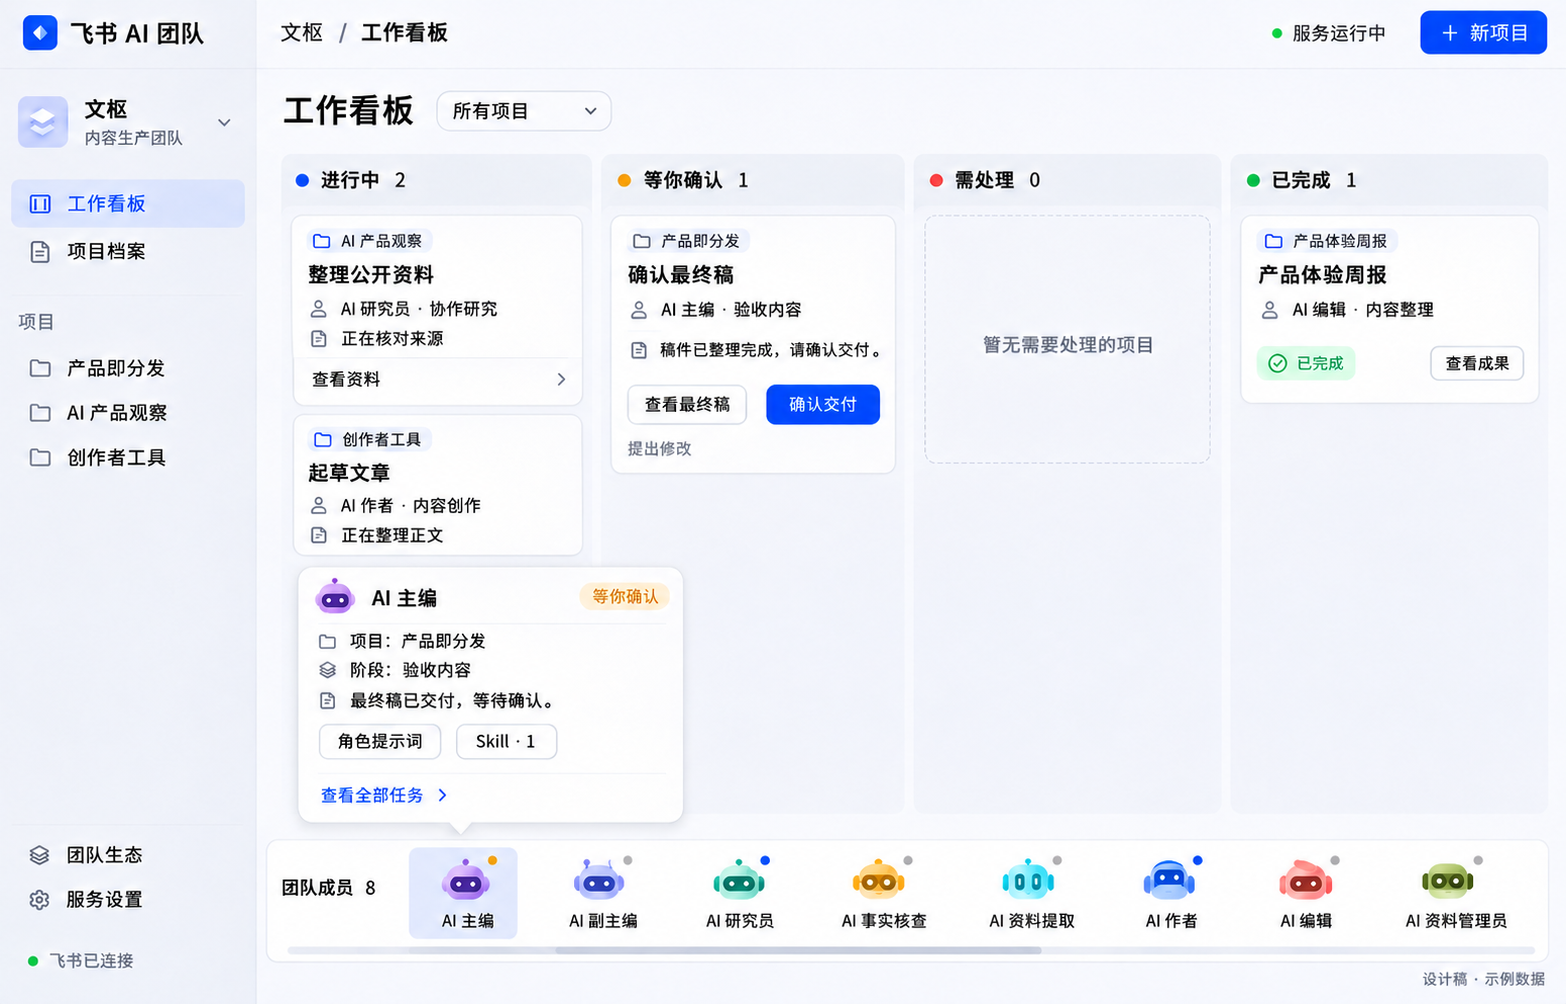 飞书 AI 团队
文枢 / 工作看板
服务运行中
新项目
文枢
内容生产团队
工作看板
项目档案
项目
产品即分发
AI 产品观察
创作者工具
团队生态
服务设置
飞书已连接
工作看板
所有项目
进行中 2
AI 产品观察
整理公开资料
AI 研究员 · 协作研究
正在核对来源
查看资料
创作者工具
起草文章
AI 作者 · 内容创作
正在整理正文
等你确认 1
产品即分发
确认最终稿
AI 主编 · 验收内容
稿件已整理完成，请确认交付。
查看最终稿
确认交付
提出修改
需处理 0
暂无需要处理的项目
已完成 1
产品体验周报
产品体验周报
AI 编辑 · 内容整理
已完成
查看成果
AI 主编
等你确认
项目：产品即分发
阶段：验收内容
最终稿已交付，等待确认。
角色提示词
Skill · 1
查看全部任务
团队成员 8
AI 主编
AI 副主编
AI 研究员
AI 事实核查
AI 资料提取
AI 作者
AI 编辑
AI 资料管理员
设计稿 · 示例数据